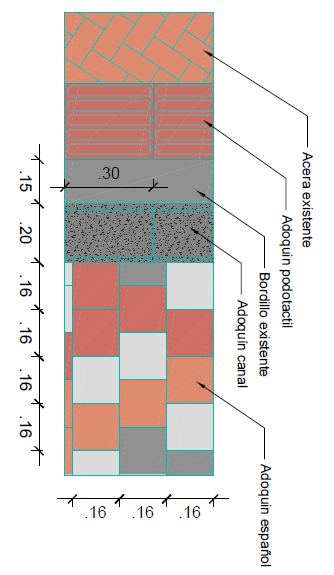 Acera existente
Adoquin podotactil
Bordillo existente
Adoquin canal
Adoquin español
.30
.15
.20
.16
.16
.16
.16
.16
.16
.16